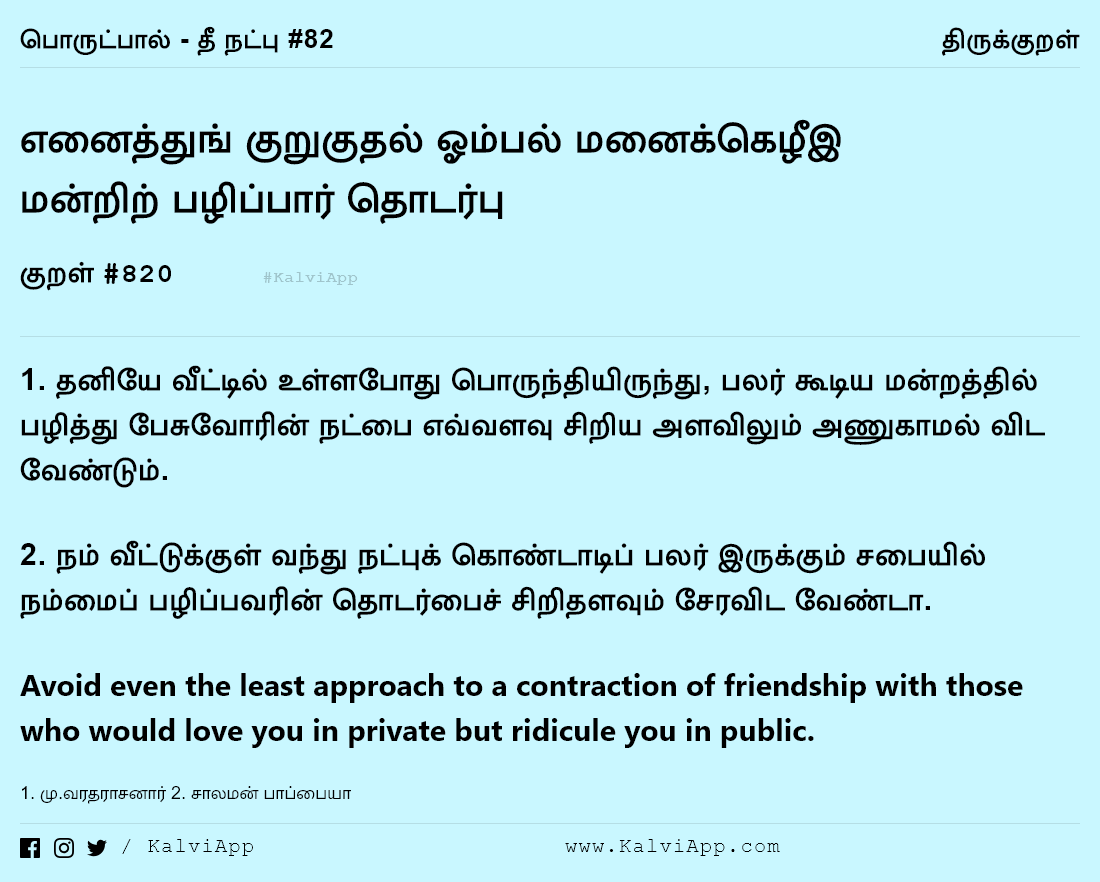 பொருட்பால் - தீ நட்பு #82
திருக்குறள்
எனைத்துங் குறுகுதல் ஓம்பல் மனைக்கெழீஇ
மன்றிற் பழிப்பார் தொடர்பு
குறள் #820
#KalviApp
1. தனியே வீட்டில் உள்ளபோது பொருந்தியிருந்து, பலர் கூடிய மன்றத்தில்
பழித்து பேசுவோரின் நட்பை எவ்வளவு சிறிய அளவிலும் அணுகாமல் விட
வேண்டும்.
2. நம் வீட்டுக்குள் வந்து நட்புக் கொண்டாடிப் பலர் இருக்கும் சபையில்
நம்மைப் பழிப்பவரின் தொடர்பைச் சிறிதளவும் சேரவிட வேண்டா.
Avoid even the least approach to a contraction of friendship with those
who would love you in private but ridicule you in public.
1. மு.வரதராசனார் 2. சாலமன் பாப்பையா
/ KalviApp
www.KalviApp.com